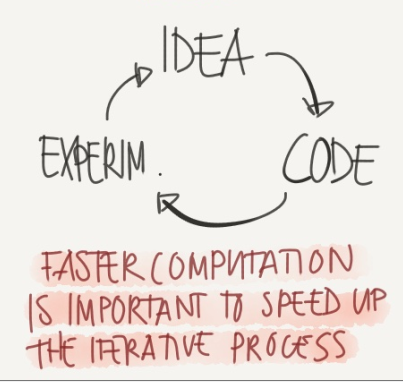 IDEA
EXPERIM.
CODE
FASTER COMPUTATION
IS IMPORTANT TO SPEED UP
THE ITERATIVE PROCESS